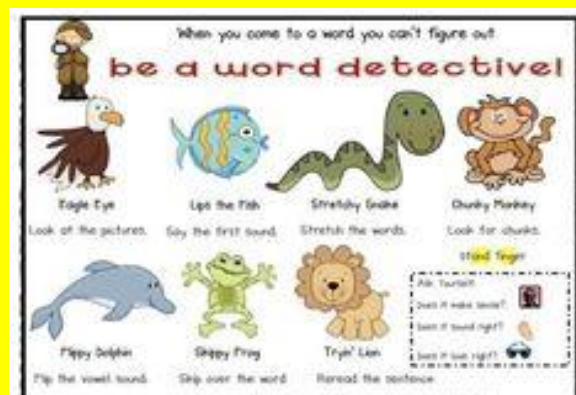 When you come to a word you can't figure out
be a word detective!
Eagle Eye
Look at the pictures.
Lips the Fish
Say the first sound.
Stretchy Snake
Stretch the words.
Chunky Monkey
Look for chunks.
stand finger
Flippy Dolphin
Flip the vowel sound.
Skippy Frog
Skip over the word
Tryin' Lion
Reread the sentence.
Ask Yourself:
Does it make sense?
Does it sound right?
Does it look right?